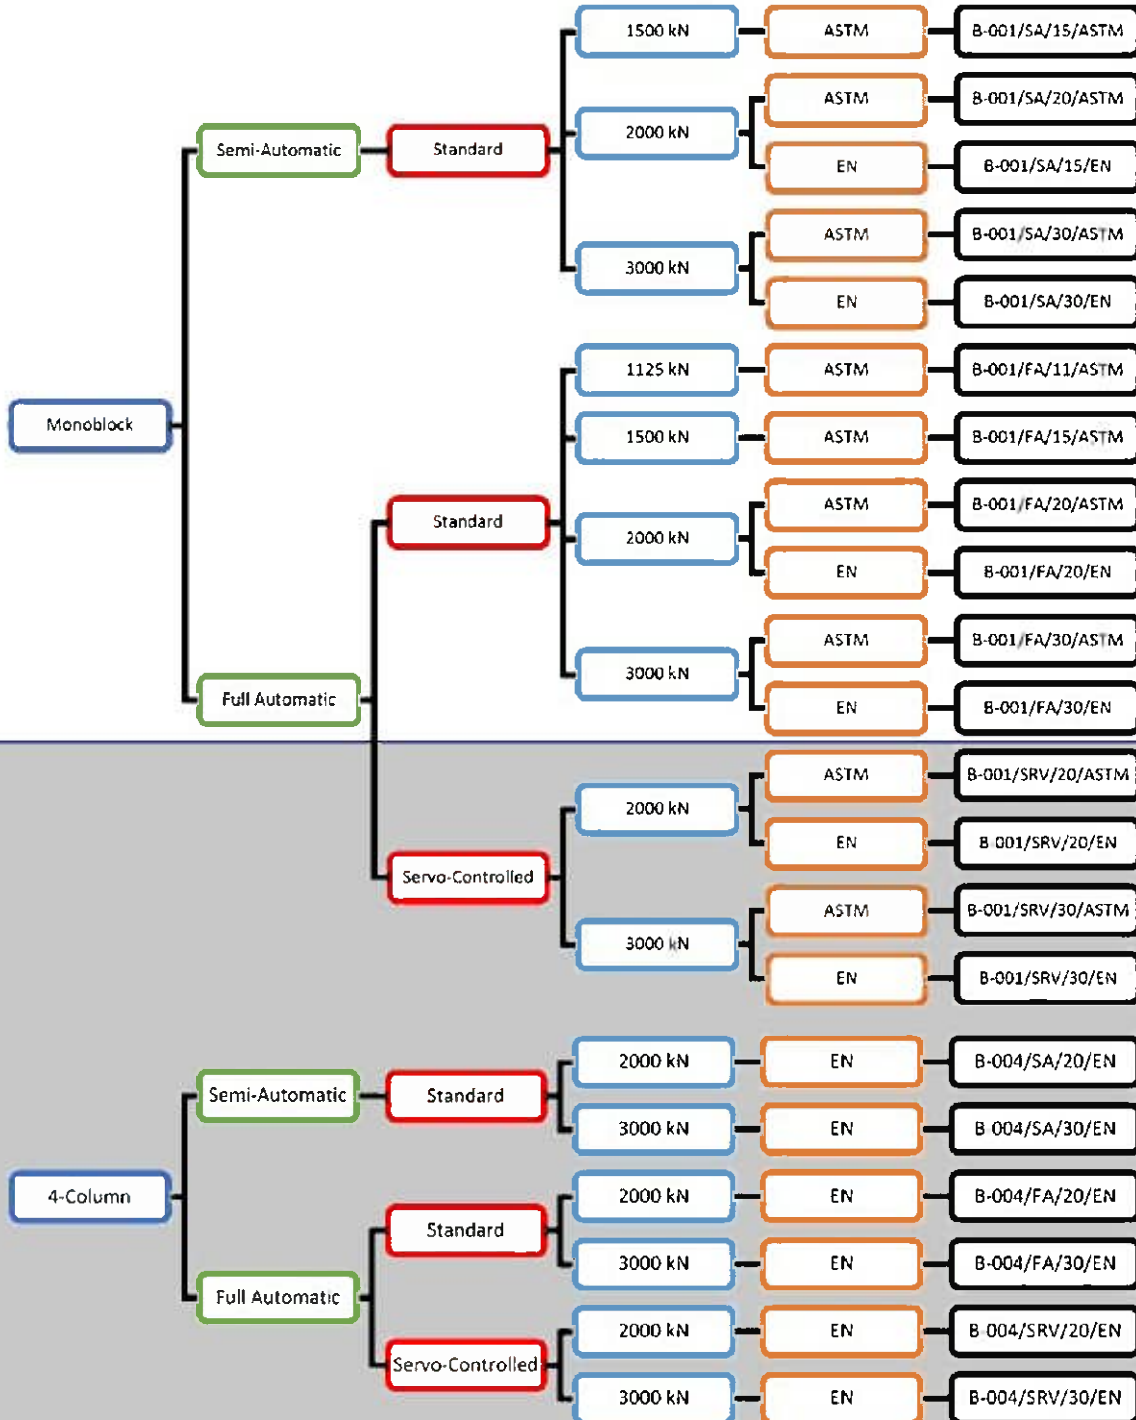 1500 kN ASTM B-001/SA/15/ASTM
ASTM B-001/SA/20/ASTM
2000 kN
Semi-Automatic Standard
EN B-001/SA/15/EN
ASTM B-001/SA/30/ASTM
3000 kN
EN B-001/SA/30/EN
1125 kN ASTM B-001/FA/11/ASTM
Monoblock
1500 kN ASTM B-001/FA/15/ASTM
ASTM B-001/FA/20/ASTM
Standard
2000 kN
EN B-001/FA/20/EN
ASTM B-001/FA/30/ASTM
3000 kN
Full Automatic
EN B-001/FA/30/EN
ASTM B-001/SRV/20/ASTM
2000 kN
EN B-001/SRV/20/EN
Servo-Controlled
ASTM B-001/SRV/30/ASTM
3000 kN
EN B-001/SRV/30/EN
2000 kN EN B-004/SA/20/EN
Semi-Automatic Standard
3000 kN EN B-004/SA/30/EN
4-Column
2000 kN EN B-004/FA/20/EN
Standard
3000 kN EN B-004/FA/30/EN
Full Automatic
2000 kN EN B-004/SRV/20/EN
Servo-Controlled
3000 kN EN B-004/SRV/30/EN